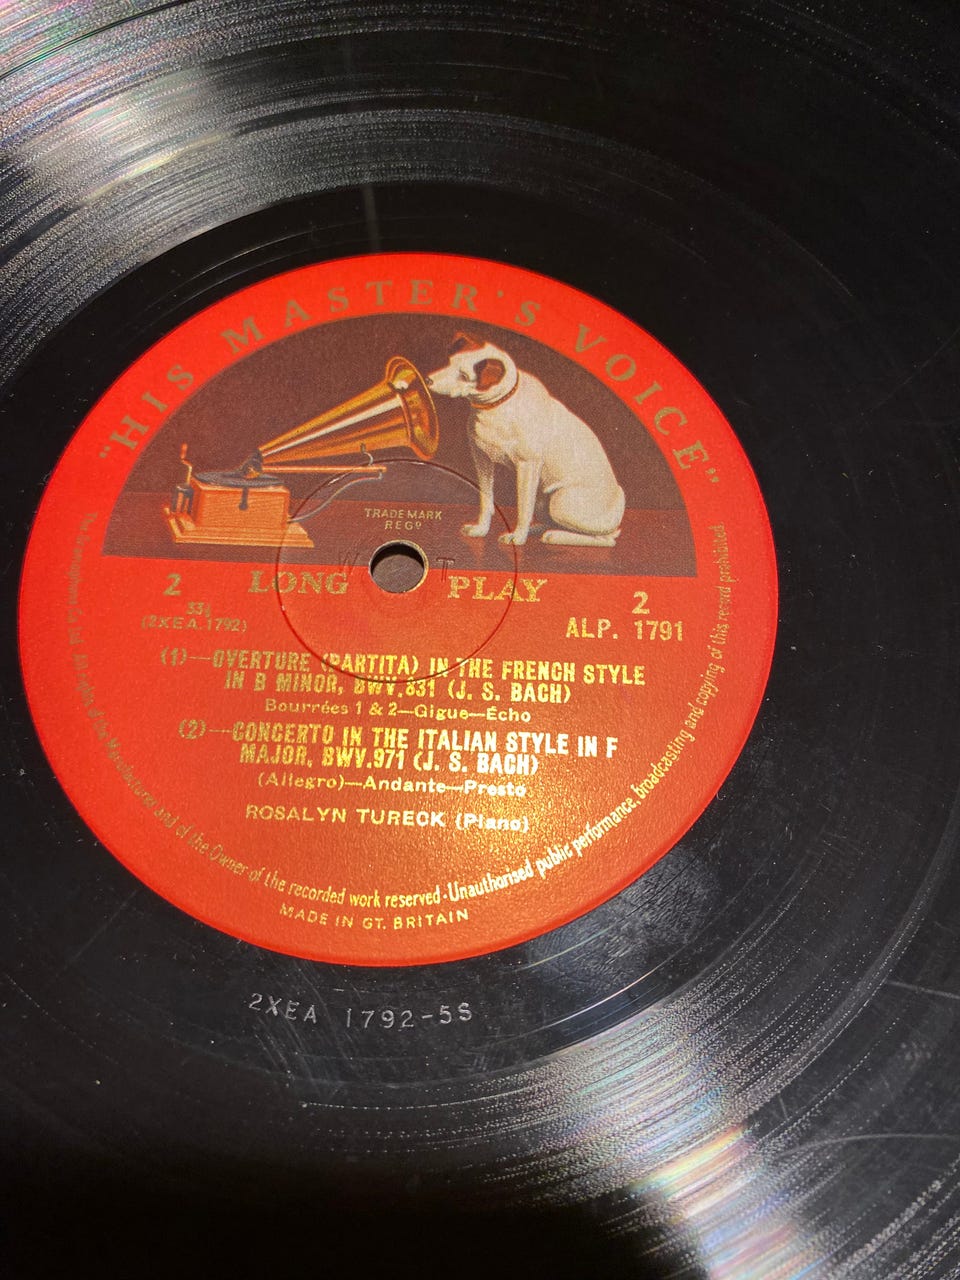 "HIS MASTER'S VOICE"
TRADE MARK
REGD
2 LONG PLAY 2
33⅓
(2XEA.1792) ALP. 1791
(1)—OVERTURE (PARTITA) IN THE FRENCH STYLE
IN B MINOR, BWV.831 (J. S. BACH)
Bourrées 1 & 2—Gigue—Écho
(2)—CONCERTO IN THE ITALIAN STYLE IN F
MAJOR, BWV.971 (J. S. BACH)
(Allegro)—Andante—Presto
ROSALYN TURECK (Piano)
The Gramophone Co. Ltd. All rights of the Manufacturer and of the Owner of the recorded work reserved·Unauthorised public performance, broadcasting and copying of this record prohibited.
MADE IN GT. BRITAIN
2XEA 1792-5S